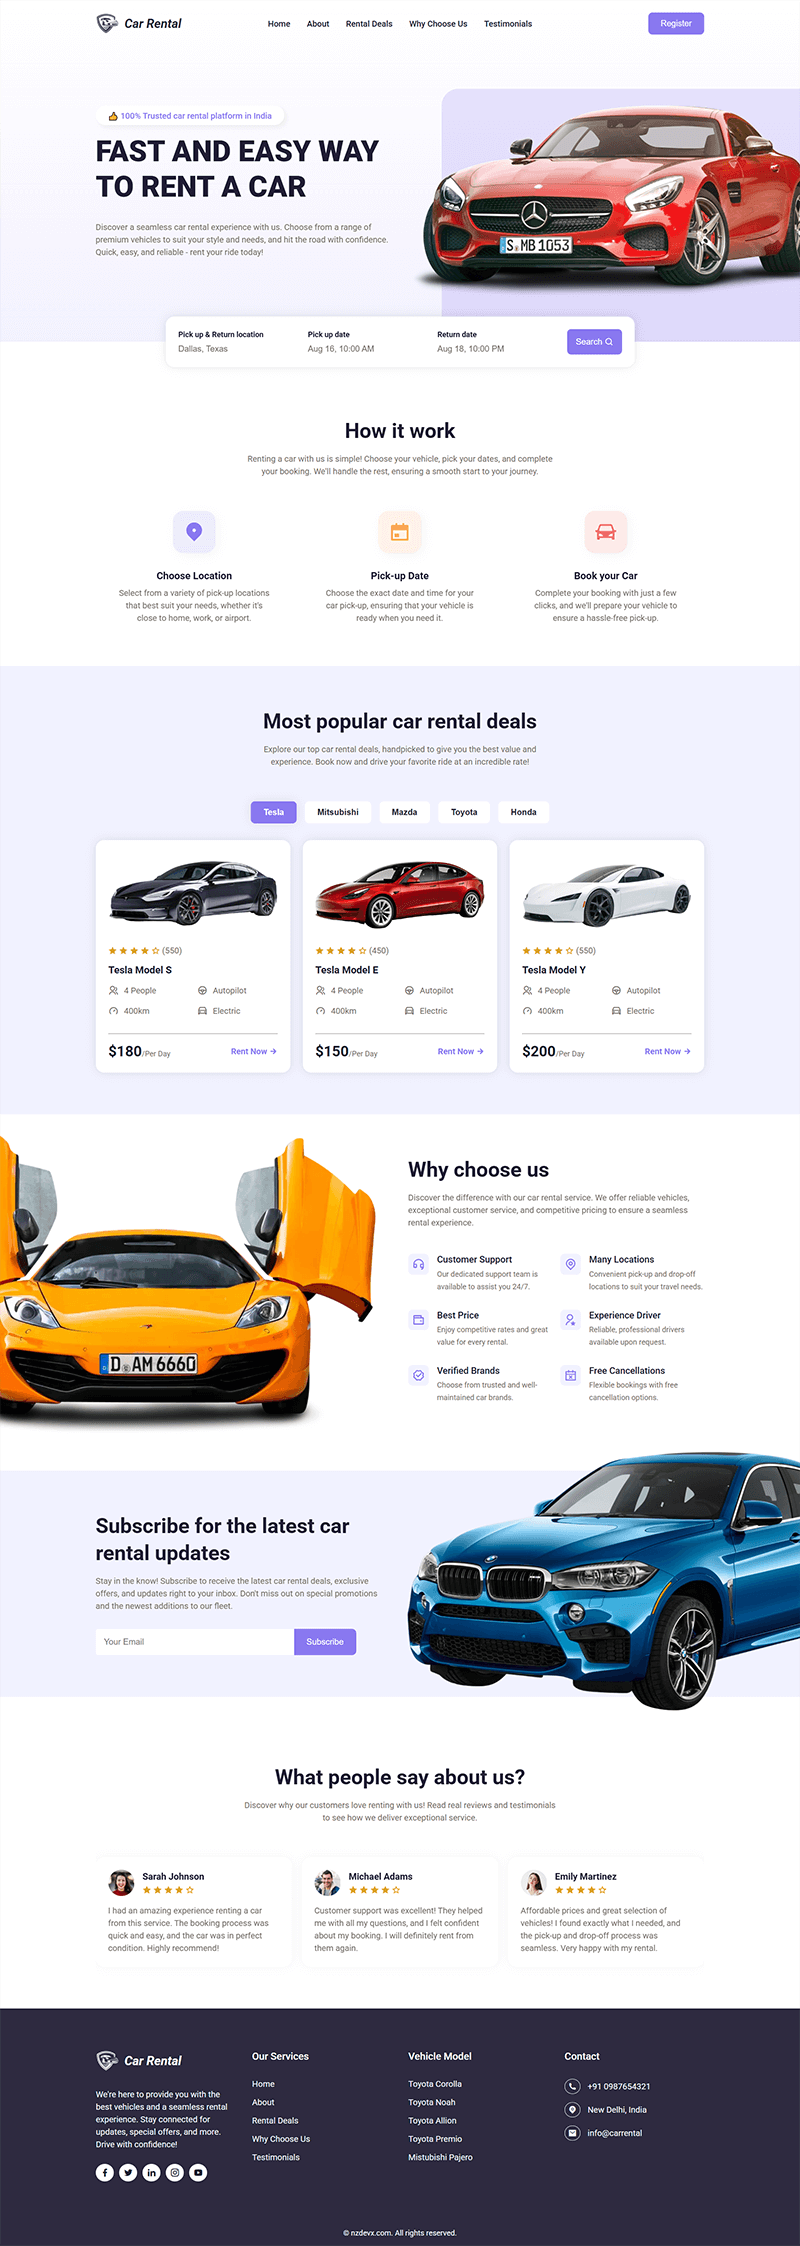 Car Rental
Home About Rental Deals Why Choose Us Testimonials
Register
👍 100% Trusted car rental platform in India
FAST AND EASY WAY
TO RENT A CAR
Discover a seamless car rental experience with us. Choose from a range of
premium vehicles to suit your style and needs, and hit the road with confidence.
Quick, easy, and reliable - rent your ride today!
S MB 1053
Pick up & Return location
Dallas, Texas
Pick up date
Aug 16, 10:00 AM
Return date
Aug 18, 10:00 PM
Search
How it work
Renting a car with us is simple! Choose your vehicle, pick your dates, and complete
your booking. We'll handle the rest, ensuring a smooth start to your journey.
Choose Location
Select from a variety of pick-up locations
that best suit your needs, whether it's
close to home, work, or airport.
Pick-up Date
Choose the exact date and time for your
car pick-up, ensuring that your vehicle is
ready when you need it.
Book your Car
Complete your booking with just a few
clicks, and we'll prepare your vehicle to
ensure a hassle-free pick-up.
Most popular car rental deals
Explore our top car rental deals, handpicked to give you the best value and
experience. Book now and drive your favorite ride at an incredible rate!
Tesla Mitsubishi Mazda Toyota Honda
(550)
Tesla Model S
4 People Autopilot
400km Electric
$180/Per Day Rent Now →
(450)
Tesla Model E
4 People Autopilot
400km Electric
$150/Per Day Rent Now →
(550)
Tesla Model Y
4 People Autopilot
400km Electric
$200/Per Day Rent Now →
D AM 6660
Why choose us
Discover the difference with our car rental service. We offer reliable vehicles,
exceptional customer service, and competitive pricing to ensure a seamless
rental experience.
Customer Support
Our dedicated support team is
available to assist you 24/7.
Many Locations
Convenient pick-up and drop-off
locations to suit your travel needs.
Best Price
Enjoy competitive rates and great
value for every rental.
Experience Driver
Reliable, professional drivers
available upon request.
Verified Brands
Choose from trusted and well-
maintained car brands.
Free Cancellations
Flexible bookings with free
cancellation options.
Subscribe for the latest car
rental updates
Stay in the know! Subscribe to receive the latest car rental deals, exclusive
offers, and updates right to your inbox. Don't miss out on special promotions
and the newest additions to our fleet.
Your Email
Subscribe
What people say about us?
Discover why our customers love renting with us! Read real reviews and testimonials
to see how we deliver exceptional service.
Sarah Johnson
I had an amazing experience renting a car
from this service. The booking process was
quick and easy, and the car was in perfect
condition. Highly recommend!
Michael Adams
Customer support was excellent! They helped
me with all my questions, and I felt confident
about my booking. I will definitely rent from
them again.
Emily Martinez
Affordable prices and great selection of
vehicles! I found exactly what I needed, and
the pick-up and drop-off process was
seamless. Very happy with my rental.
Car Rental
We're here to provide you with the
best vehicles and a seamless rental
experience. Stay connected for
updates, special offers, and more.
Drive with confidence!
Our Services
Home
About
Rental Deals
Why Choose Us
Testimonials
Vehicle Model
Toyota Corolla
Toyota Noah
Toyota Allion
Toyota Premio
Mistubishi Pajero
Contact
+91 0987654321
New Delhi, India
info@carrental
© nzdevx.com. All rights reserved.